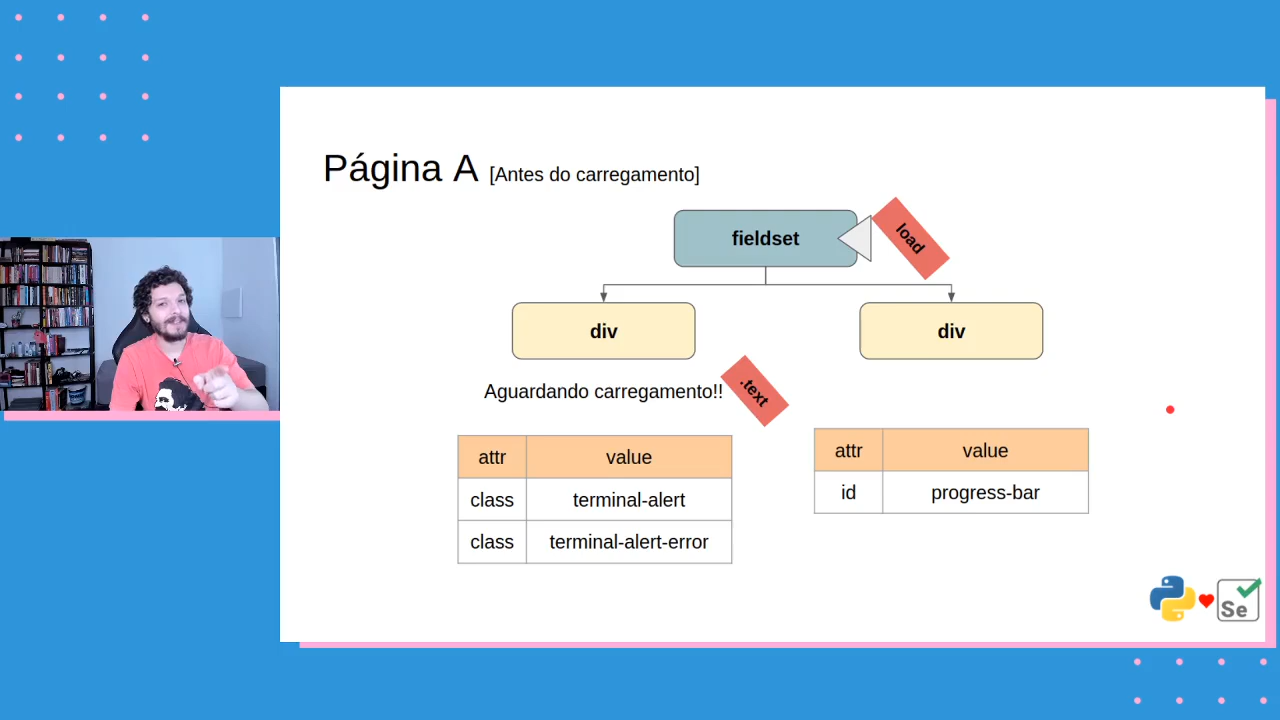 Página A [Antes do carregamento]
fieldset
load
div
div
Aguardando carregamento!!
.text
attr value
class terminal-alert
class terminal-alert-error
attr value
id progress-bar
Se